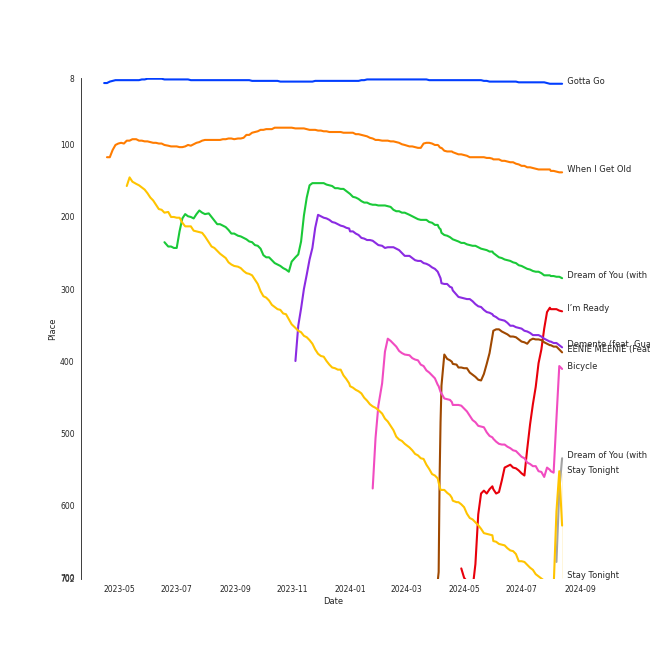 8
Gotta Go
100
When I Get Old
200
Dream of You (with
300
I'm Ready
Demente (feat. Gua
EENIE MEENIE (Feat
Place
400
Bicycle
500
Dream of You (with
Stay Tonight
600
Stay Tonight
2023-05 2023-07 2023-09 2023-11 2024-01 2024-03 2024-05 2024-07 2024-09
Date